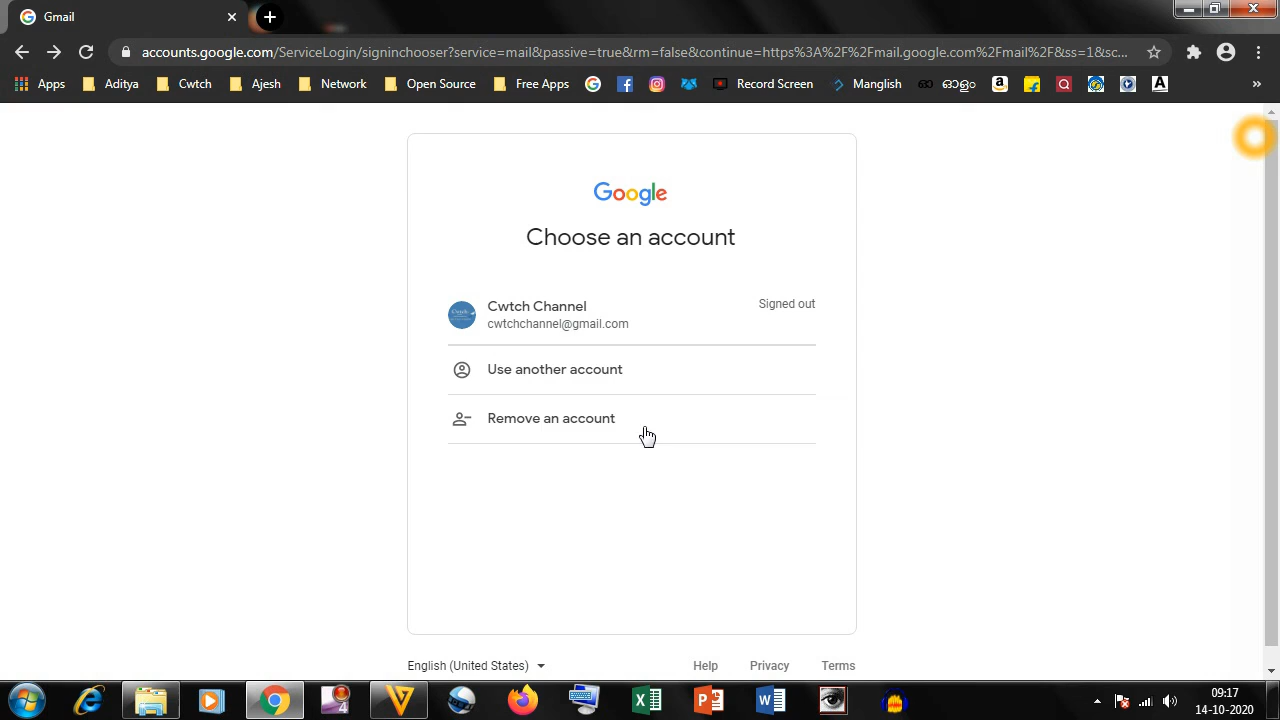 Gmail
accounts.google.com/ServiceLogin/signinchooser?service=mail&passive=true&rm=false&continue=https%3A%2F%2Fmail.google.com%2Fmail%2F&ss=1&sc...
Apps Aditya Cwtch Ajesh Network Open Source Free Apps Record Screen Manglish ഓളം
Google
Choose an account
Cwtch Channel
Signed out
cwtchchannel@gmail.com
Use another account
Remove an account
English (United States)
Help Privacy Terms
09:17
14-10-2020